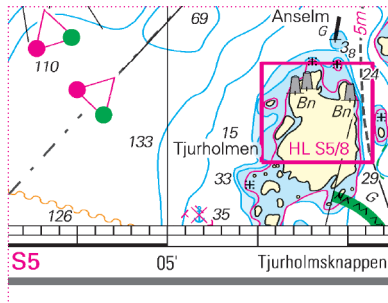 69
Anselm
G
3₈
5m
110
24
Bn
Bn
133
15
Tjurholmen
HL S5/8
33
29
126
35
G
S5
05'
Tjurholmsknappen